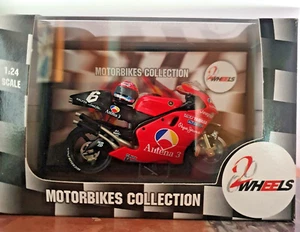 1:24
SCALE
MOTORBIKES COLLECTION
2 WHEELS
6
Antena 3
MOTORBIKES COLLECTION
2 WHEELS